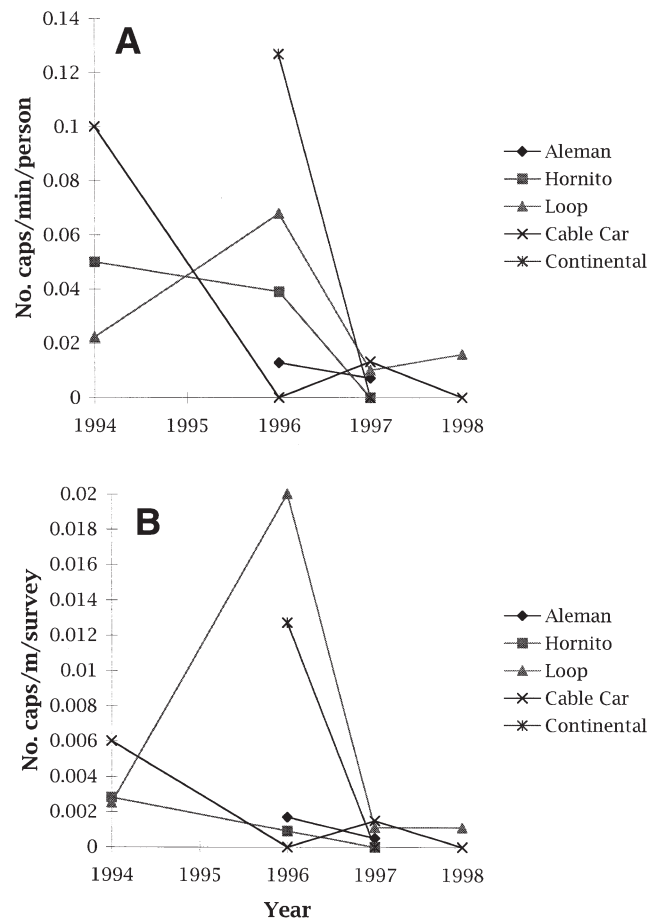 A
No. caps/min/person
0.14
0.12
0.1
0.08
0.06
0.04
0.02
0
1994 1995 1996 1997 1998
Aleman
Hornito
Loop
Cable Car
Continental
B
No. caps/m/survey
0.02
0.018
0.016
0.014
0.012
0.01
0.008
0.006
0.004
0.002
0
1994 1995 1996 1997 1998
Year
Aleman
Hornito
Loop
Cable Car
Continental